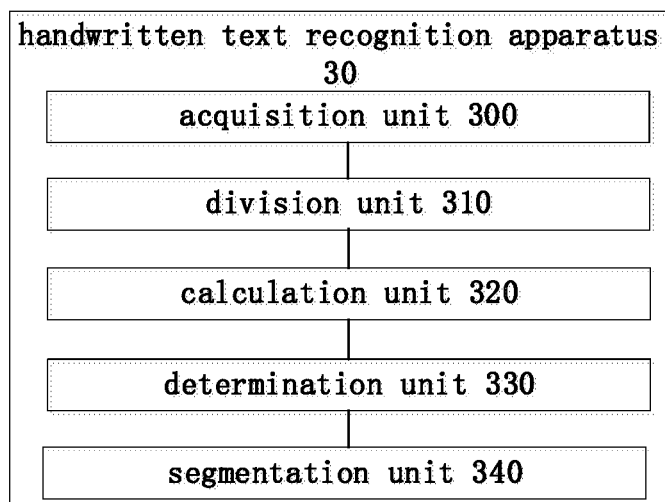 handwritten text recognition apparatus
30
acquisition unit 300
division unit 310
calculation unit 320
determination unit 330
segmentation unit 340